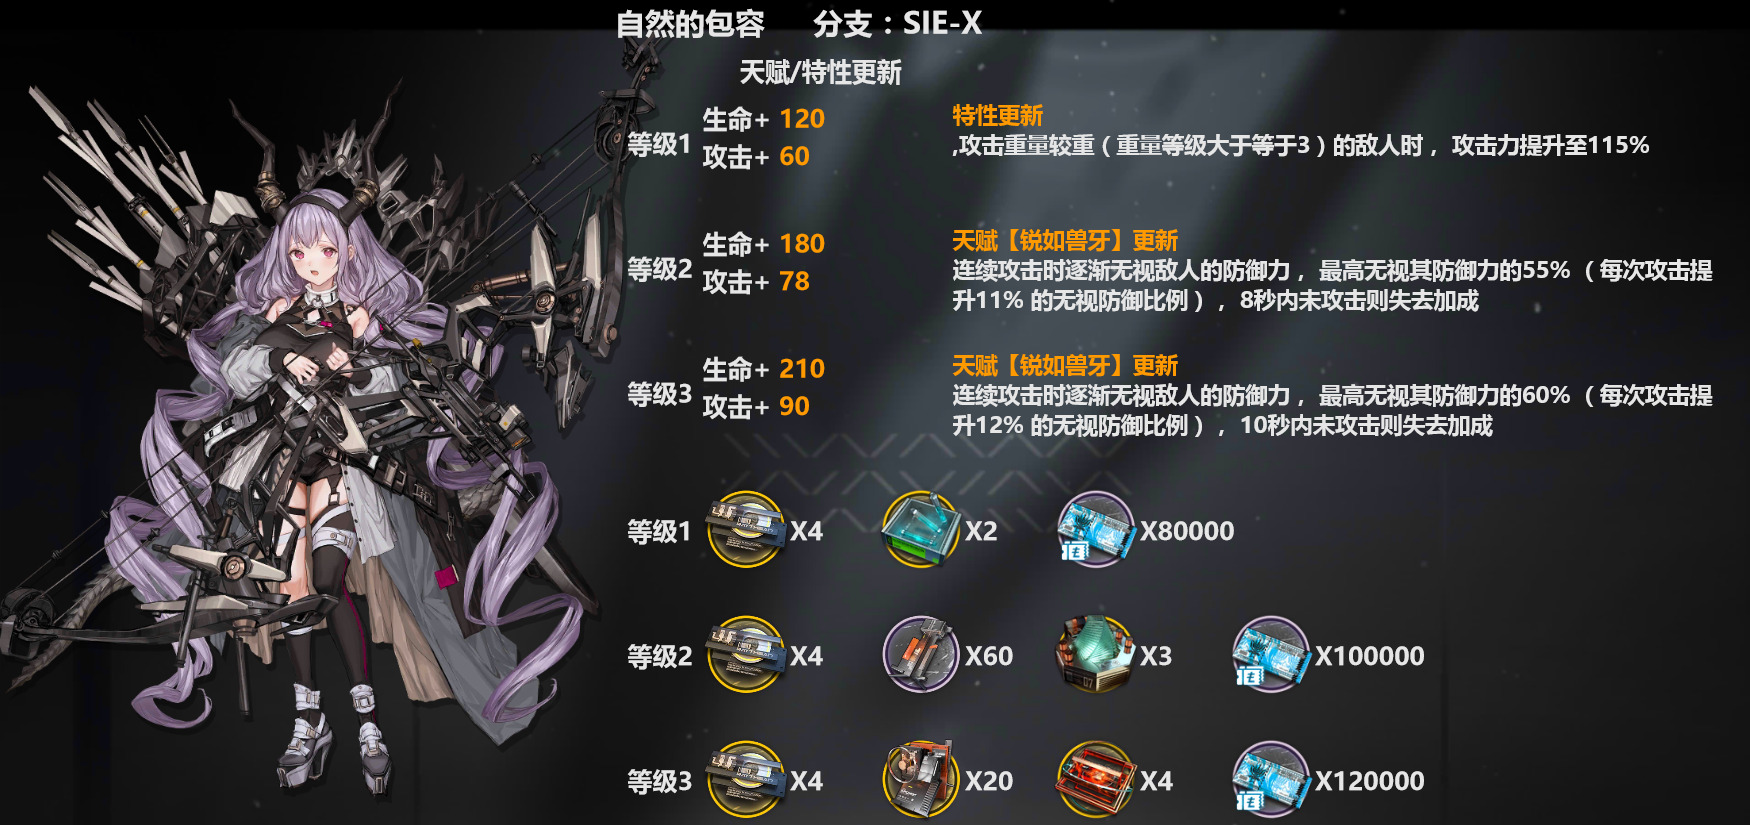 自然的包容 分支：SIE-X
天赋/特性更新
等级1
生命+ 120
攻击+ 60
特性更新
,攻击重量较重（重量等级大于等于3）的敌人时，攻击力提升至115%
等级2
生命+ 180
攻击+ 78
天赋【锐如兽牙】更新
连续攻击时逐渐无视敌人的防御力，最高无视其防御力的55%（每次攻击提
升11% 的无视防御比例），8秒内未攻击则失去加成
等级3
生命+ 210
攻击+ 90
天赋【锐如兽牙】更新
连续攻击时逐渐无视敌人的防御力，最高无视其防御力的60%（每次攻击提
升12% 的无视防御比例），10秒内未攻击则失去加成
等级1 X4 X2 X80000
等级2 X4 X60 X3 X100000
等级3 X4 X20 X4 X120000